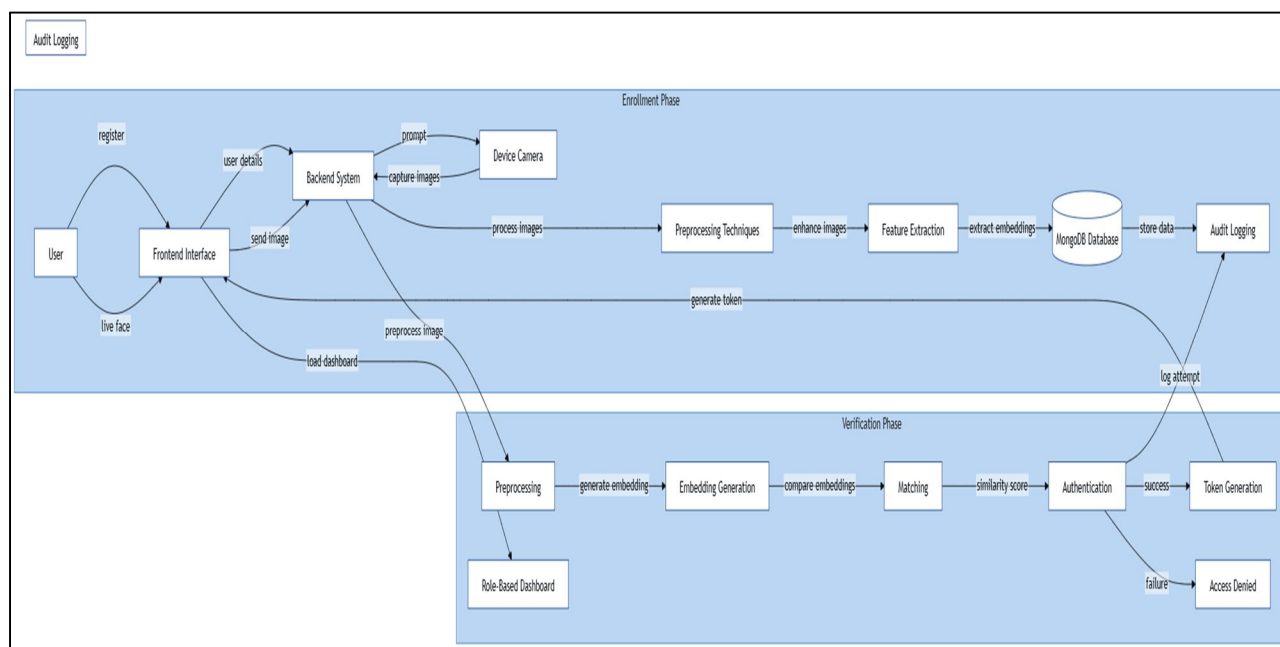 Audit Logging
Enrollment Phase
register
user details
prompt
Device Camera
Backend System
capture images
send image
process images
Preprocessing Techniques
enhance images
Feature Extraction
extract embeddings
MongoDB Database
store data
Audit Logging
User
Frontend Interface
generate token
live face
preprocess image
load dashboard
log attempt
Verification Phase
Preprocessing
generate embedding
Embedding Generation
compare embeddings
Matching
similarity score
Authentication
success
Token Generation
Role-Based Dashboard
failure
Access Denied